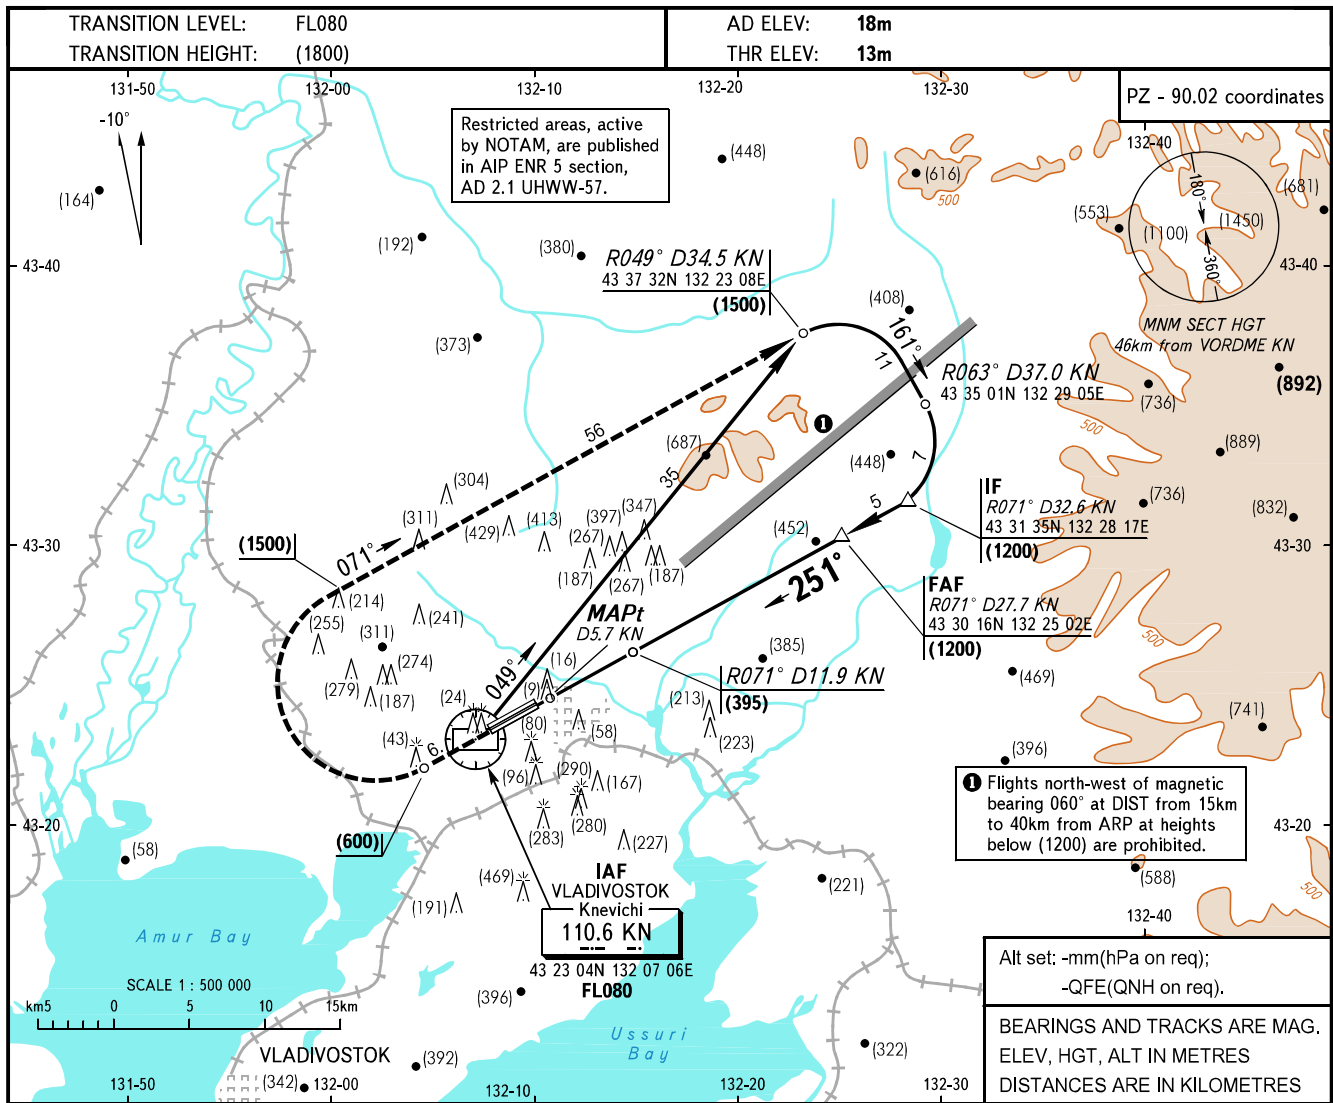 TRANSITION LEVEL: FL080
TRANSITION HEIGHT: (1800)
AD ELEV: 18m
THR ELEV: 13m
131-50
132-00
132-10
132-20
132-30
PZ - 90.02 coordinates
132-40
-10°
Restricted areas, active
by NOTAM, are published
in AIP ENR 5 section,
AD 2.1 UHWW-57.
(448)
(616)
500
(164)
(681)
180°
(553)
(1100)
(1450)
360°
(192)
(380)
43-40
R049° D34.5 KN
43 37 32N 132 23 08E
(1500)
43-40
(408)
MNM SECT HGT
46km from VORDME KN
(373)
161°
11
R063° D37.0 KN
43 35 01N 132 29 05E
(892)
(736)
500
1
56
(687)
(889)
(448)
7
35
(304)
(311)
(429)
(413)
(397)
(347)
(267)
(187)
(267)
(187)
5
IF
R071° D32.6 KN
43 31 35N 132 28 17E
(1200)
(736)
(832)
(452)
43-30
43-30
(1500)
071°
251°
FAF
R071° D27.7 KN
43 30 16N 132 25 02E
(1200)
(214)
(255)
(241)
(311)
MAPt
D5.7 KN
500
(385)
(274)
(279)
(187)
(16)
(9)
049°
R071° D11.9 KN
(395)
(469)
(24)
(213)
(223)
(741)
(43)
6
(80)
(58)
(96)
(290)
(167)
(396)
1 Flights north-west of magnetic
bearing 060° at DIST from 15km
to 40km from ARP at heights
below (1200) are prohibited.
(283)
(280)
43-20
43-20
(600)
(227)
(58)
(588)
500
(469)
(191)
IAF
VLADIVOSTOK
Knevichi
110.6 KN
43 23 04N 132 07 06E
FL080
(221)
132-40
Amur Bay
SCALE 1 : 500 000
km5 0 5 10 15km
(396)
Alt set: -mm(hPa on req);
-QFE(QNH on req).
BEARINGS AND TRACKS ARE MAG.
ELEV, HGT, ALT IN METRES
DISTANCES ARE IN KILOMETRES
Ussuri
Bay
(322)
VLADIVOSTOK
(392)
(342)
131-50
132-00
132-10
132-20
132-30